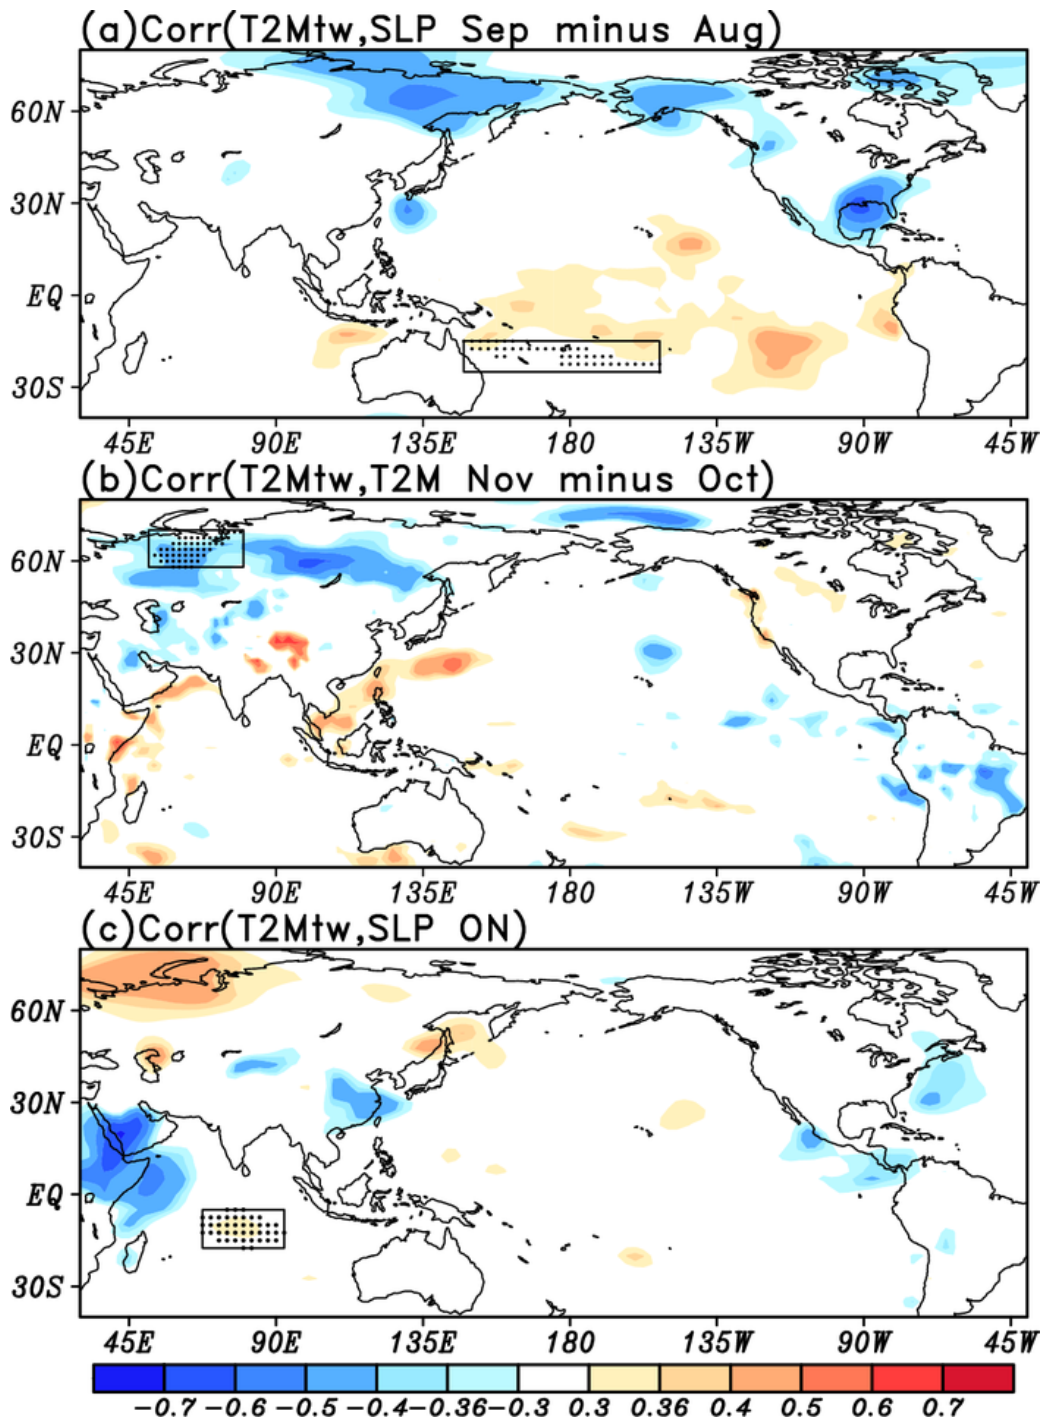 (a)Corr(T2Mtw,SLP Sep minus Aug)
60N
30N
EQ
30S
45E 90E 135E 180 135W 90W 45W
(b)Corr(T2Mtw,T2M Nov minus Oct)
60N
30N
EQ
30S
45E 90E 135E 180 135W 90W 45W
(c)Corr(T2Mtw,SLP ON)
60N
30N
EQ
30S
45E 90E 135E 180 135W 90W 45W
-0.7 -0.6 -0.5 -0.4 -0.36 -0.3 0.3 0.36 0.4 0.5 0.6 0.7